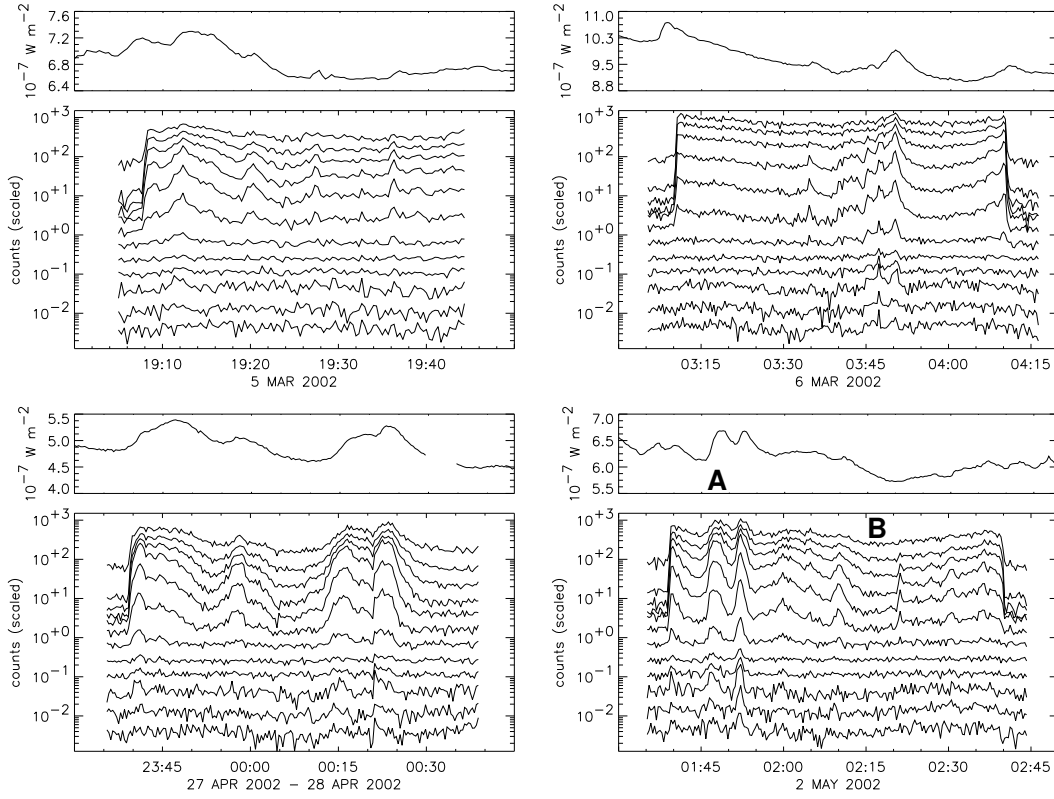 10⁻⁷ W m⁻²
7.6
7.2
6.8
6.4
counts (scaled)
10⁺³
10⁺²
10⁺¹
10⁺⁰
10⁻¹
10⁻²
19:10 19:20 19:30 19:40
5 MAR 2002
10⁻⁷ W m⁻²
11.0
10.3
9.5
8.8
counts (scaled)
10⁺³
10⁺²
10⁺¹
10⁺⁰
10⁻¹
10⁻²
03:15 03:30 03:45 04:00 04:15
6 MAR 2002
10⁻⁷ W m⁻²
5.5
5.0
4.5
4.0
counts (scaled)
10⁺³
10⁺²
10⁺¹
10⁺⁰
10⁻¹
10⁻²
23:45 00:00 00:15 00:30
27 APR 2002 – 28 APR 2002
10⁻⁷ W m⁻²
7.0
6.5
6.0
5.5
A
B
counts (scaled)
10⁺³
10⁺²
10⁺¹
10⁺⁰
10⁻¹
10⁻²
01:45 02:00 02:15 02:30 02:45
2 MAY 2002